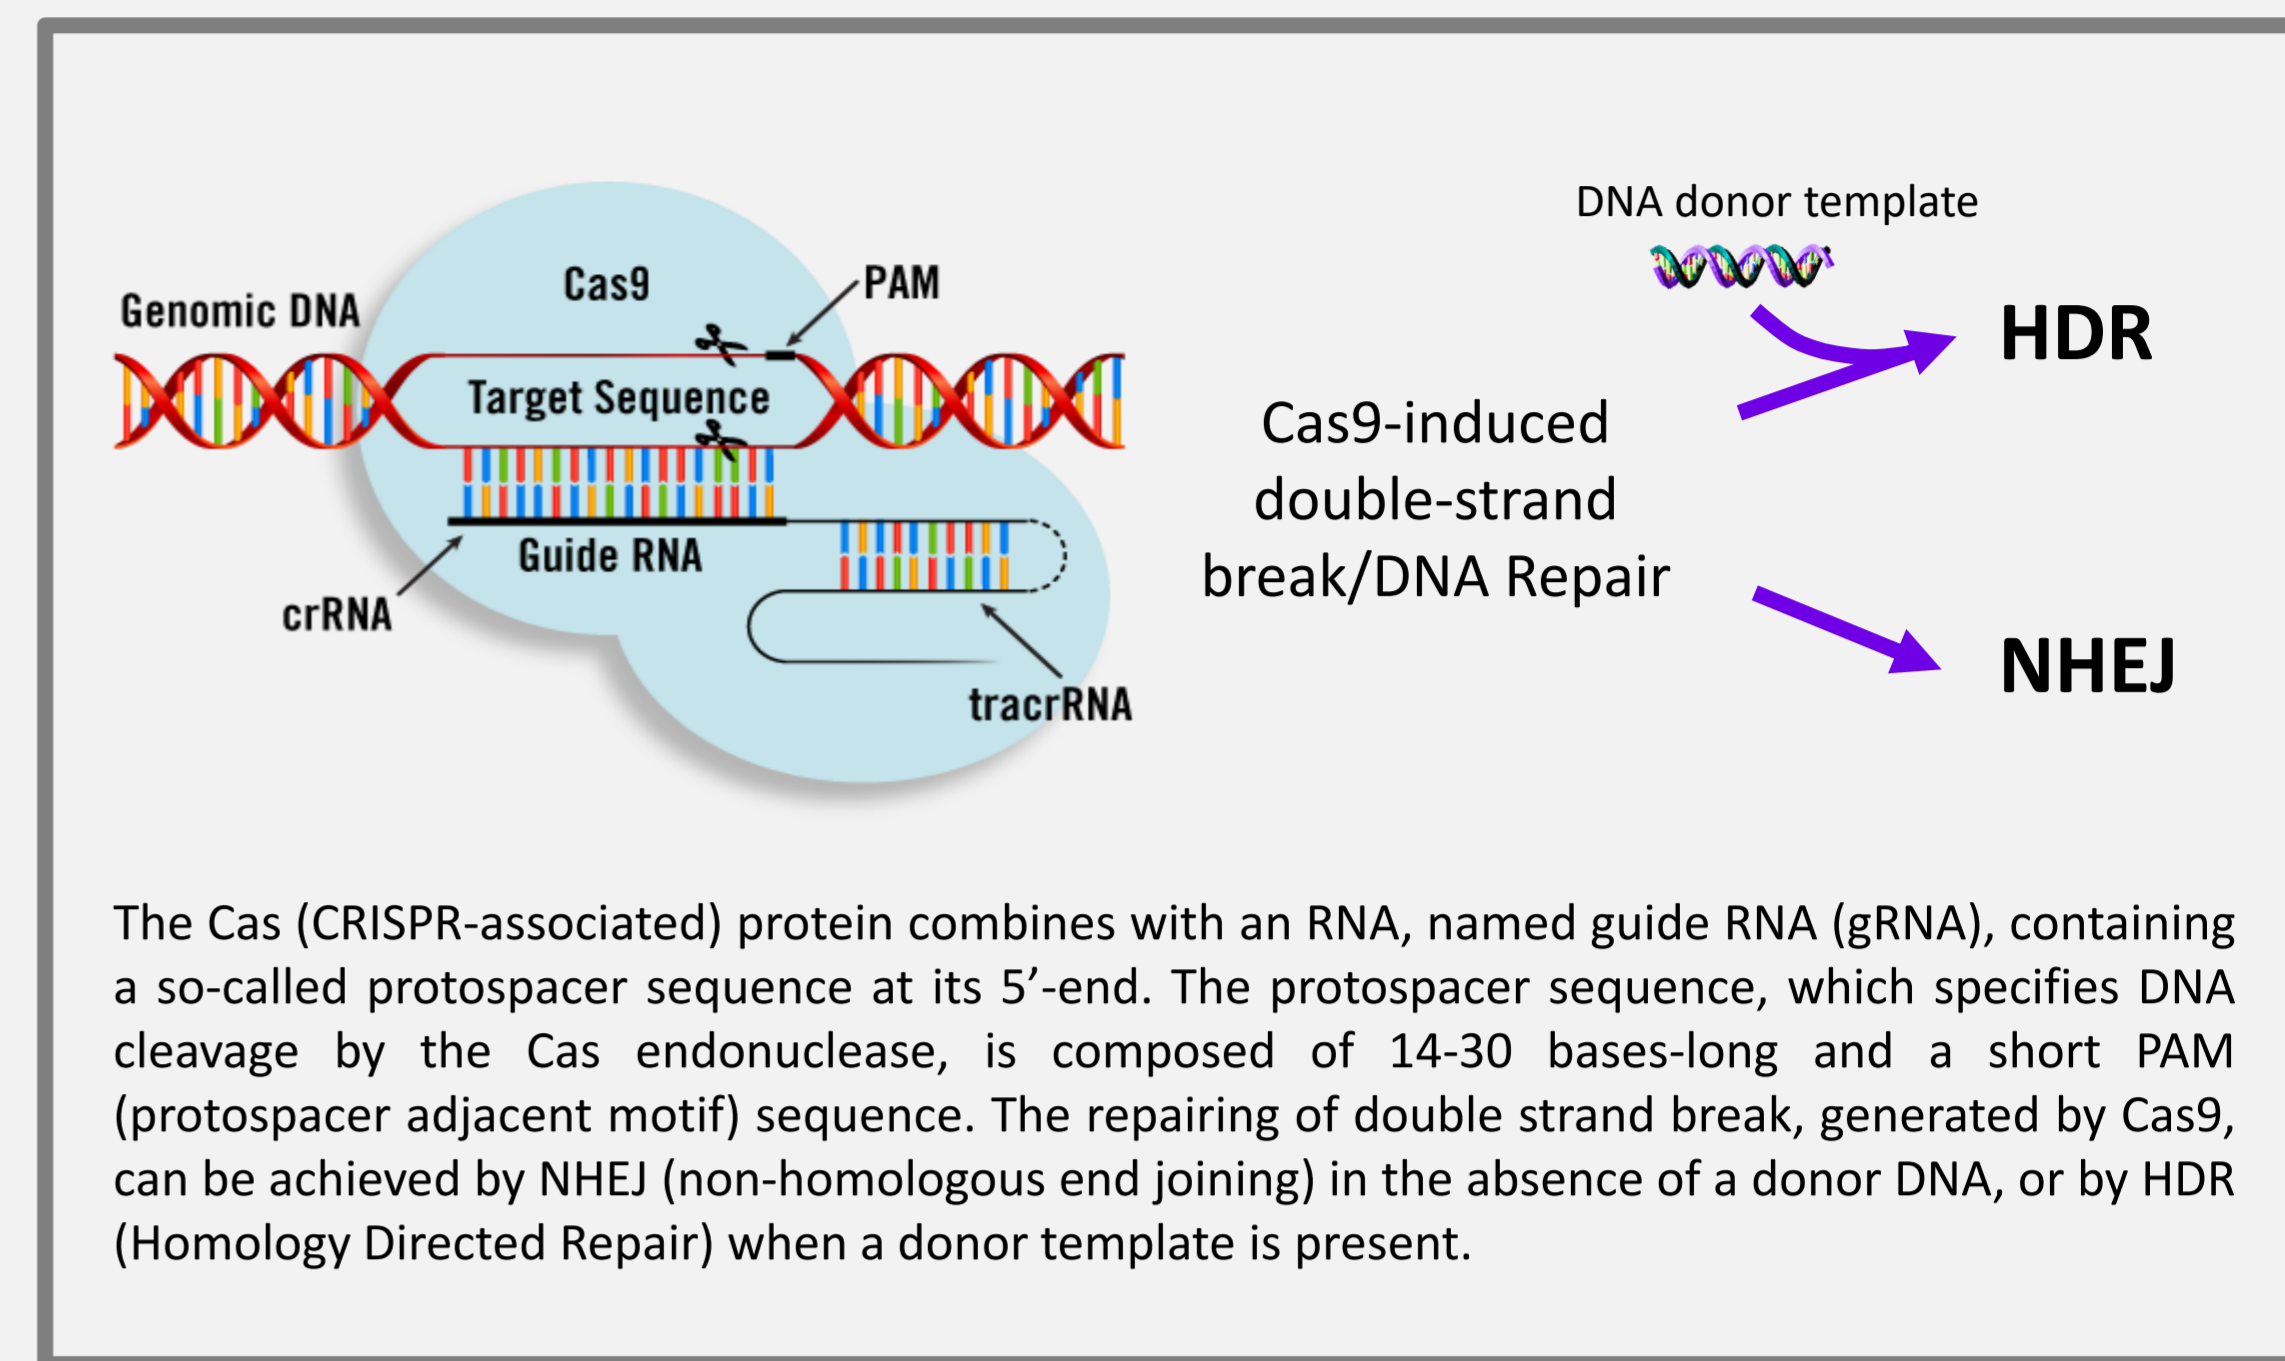 DNA donor template
Cas9
PAM
Genomic DNA
HDR
Target Sequence
Cas9-induced
double-strand
break/DNA Repair
Guide RNA
crRNA
NHEJ
tracrRNA
The Cas (CRISPR-associated) protein combines with an RNA, named guide RNA (gRNA), containing
a so-called protospacer sequence at its 5’-end. The protospacer sequence, which specifies DNA
cleavage by the Cas endonuclease, is composed of 14-30 bases-long and a short PAM
(protospacer adjacent motif) sequence. The repairing of double strand break, generated by Cas9,
can be achieved by NHEJ (non-homologous end joining) in the absence of a donor DNA, or by HDR
(Homology Directed Repair) when a donor template is present.